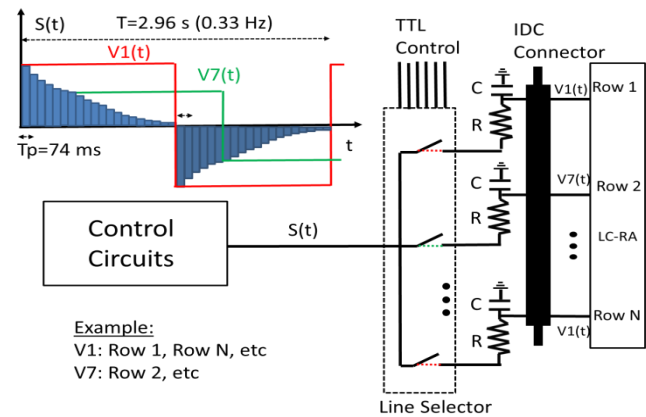 S(t)
T=2.96 s (0.33 Hz)
V1(t)
V7(t)
t
Tp=74 ms
TTL
Control
IDC
Connector
C
R
V1(t)
Row 1
C
R
V7(t)
Row 2
LC-RA
Control
Circuits
S(t)
C
R
Row N
V1(t)
Example:
V1: Row 1, Row N, etc
V7: Row 2, etc
Line Selector